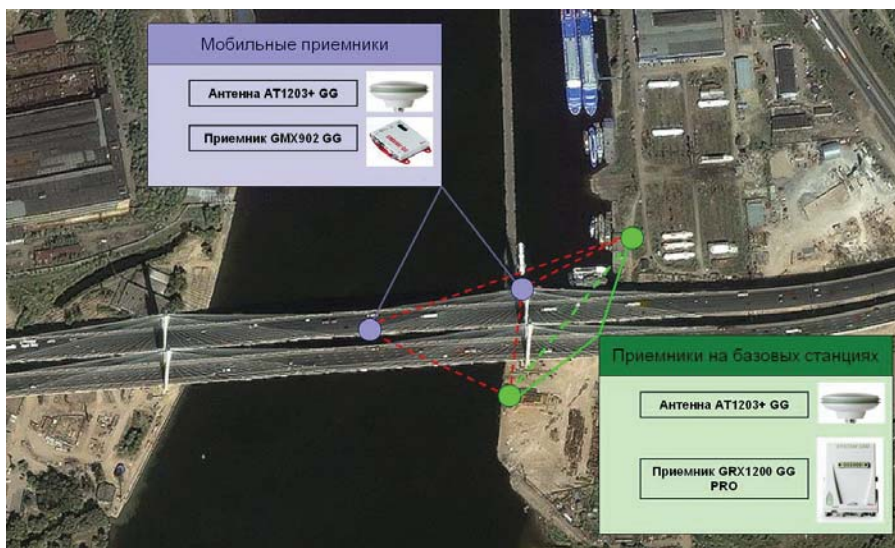 Мобильные приемники
Антенна AT1203+ GG
Приемник GMX902 GG
Приемники на базовых станциях
Антенна AT1203+ GG
Приемник GRX1200 GG
PRO